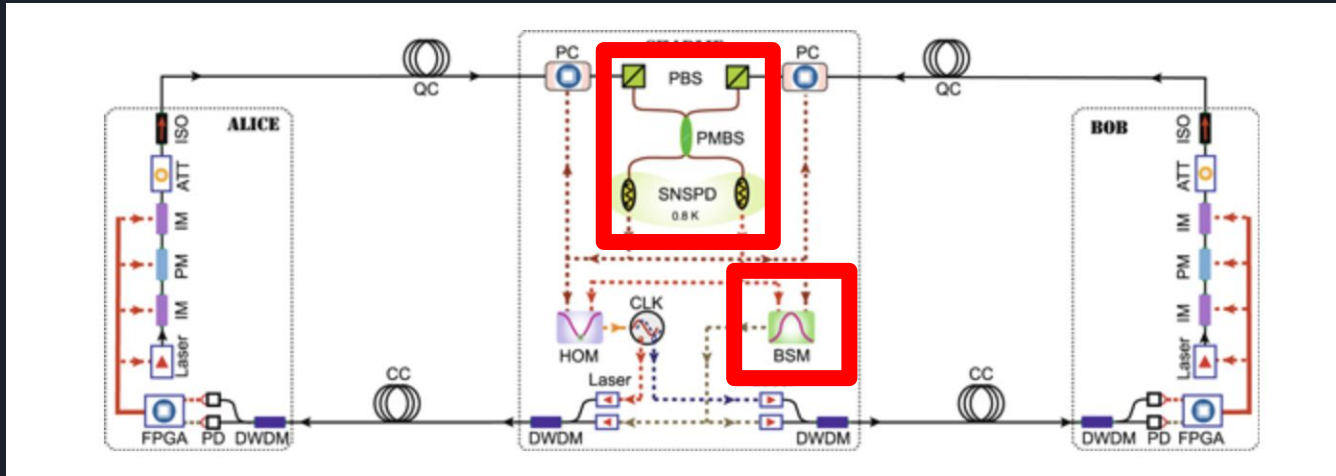 PC
PC
QC
PBS
QC
ALICE
BOB
ISO
ISO
PMBS
ATT
ATT
SNSPD
0.8 K
IM
IM
PM
PM
CLK
IM
IM
HOM
BSM
Laser
Laser
Laser
CC
CC
FPGA PD DWDM
DWDM
DWDM
DWDM PD FPGA